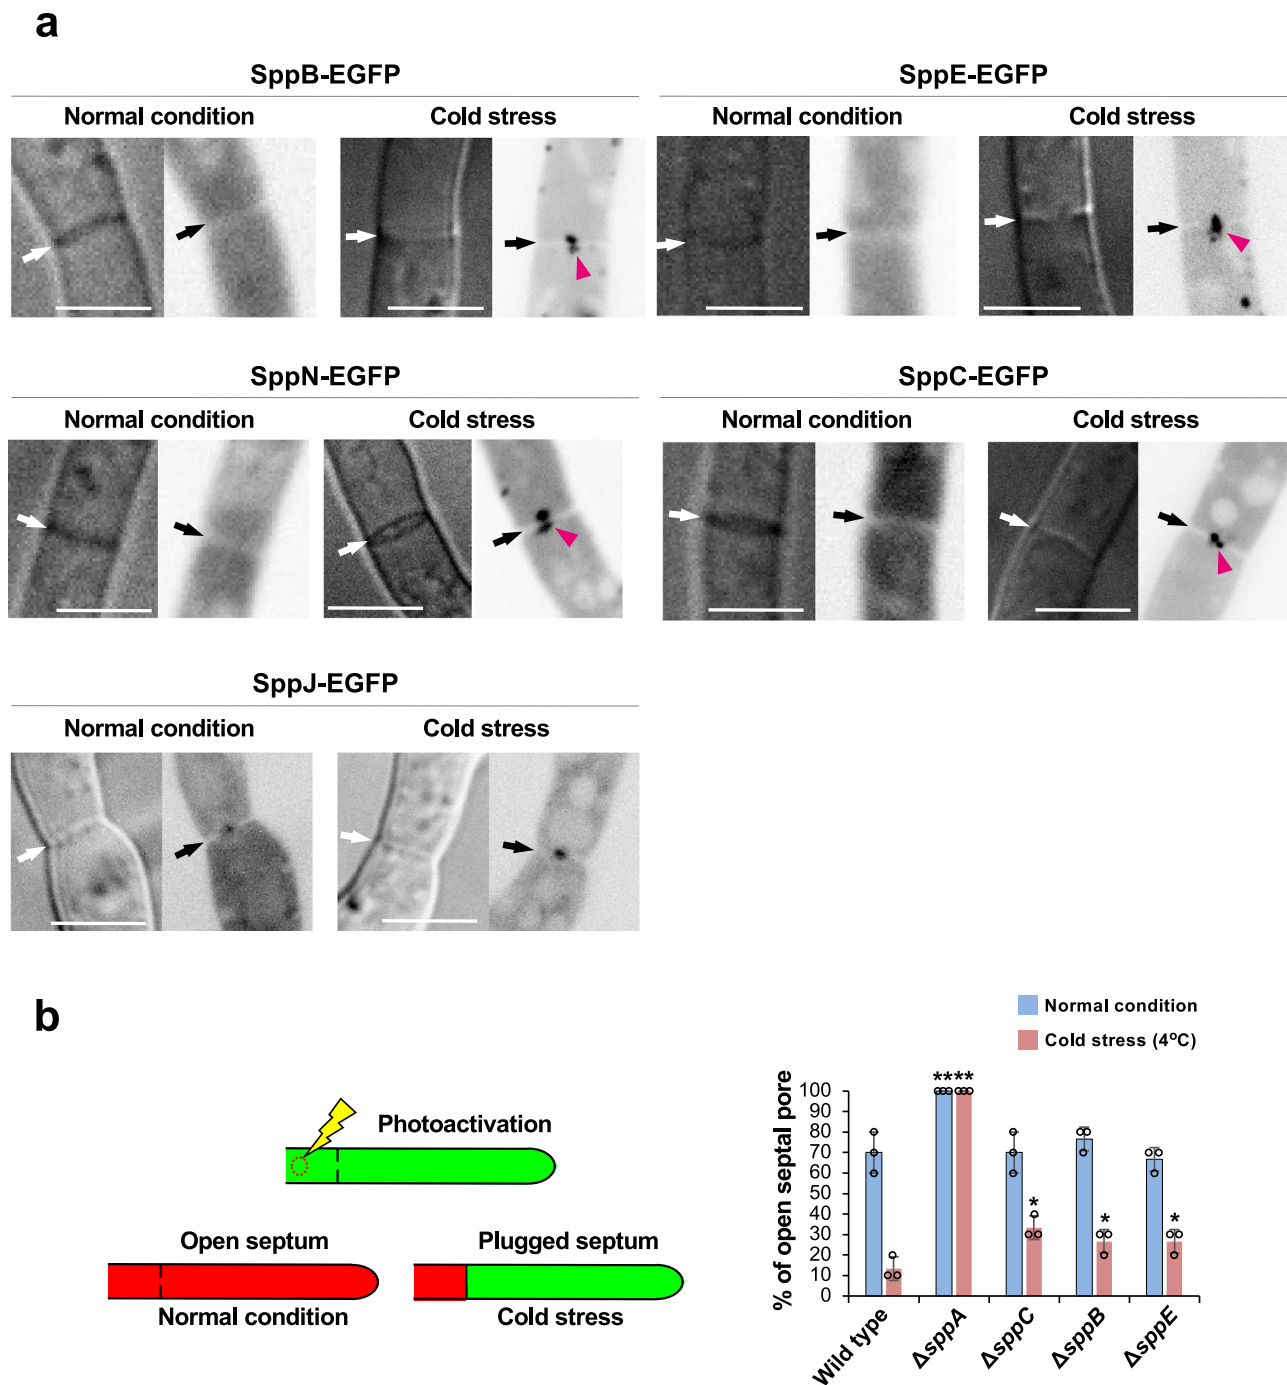 a
SppB-EGFP
SppE-EGFP
Normal condition
Cold stress
Normal condition
Cold stress
SppN-EGFP
SppC-EGFP
Normal condition
Cold stress
Normal condition
Cold stress
SppJ-EGFP
Normal condition
Cold stress
b
Photoactivation
Open septum
Plugged septum
Normal condition
Cold stress
Normal condition
Cold stress (4°C)
% of open septal pore
100
90
80
70
60
50
40
30
20
10
0
** **
*
*
*
Wild type
ΔsppA
ΔsppC
ΔsppB
ΔsppE